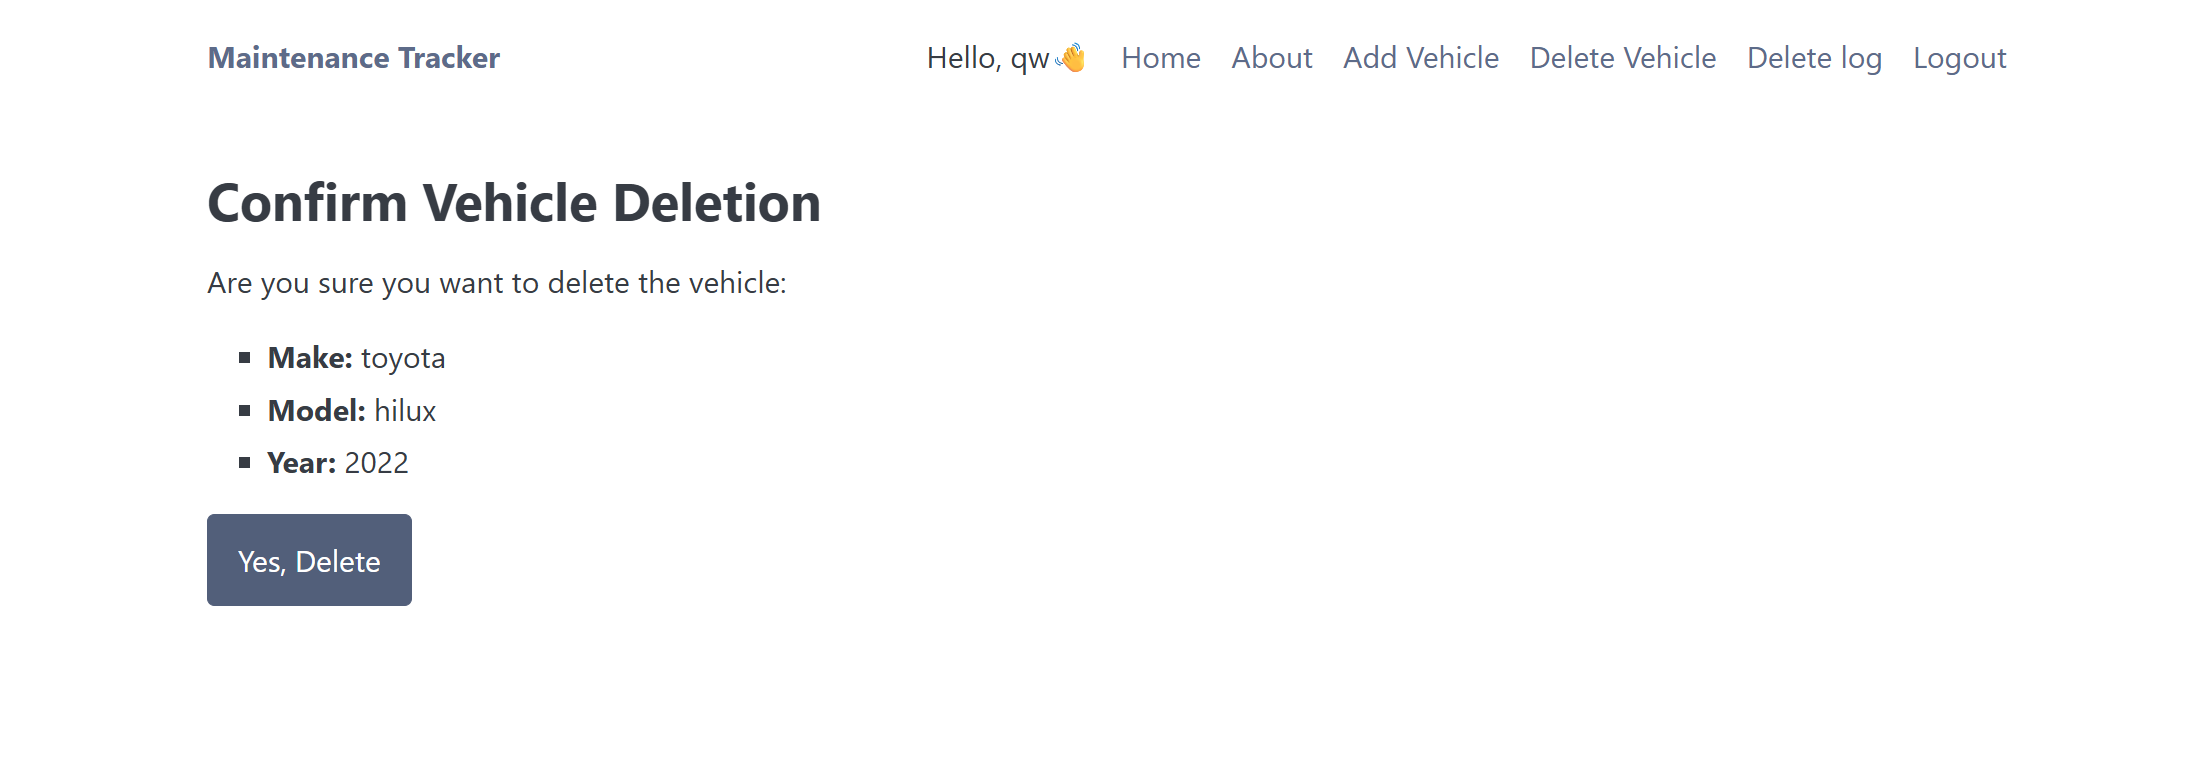 Maintenance Tracker
Hello, qw👋 Home About Add Vehicle Delete Vehicle Delete log Logout
Confirm Vehicle Deletion
Are you sure you want to delete the vehicle:
Make: toyota
Model: hilux
Year: 2022
Yes, Delete